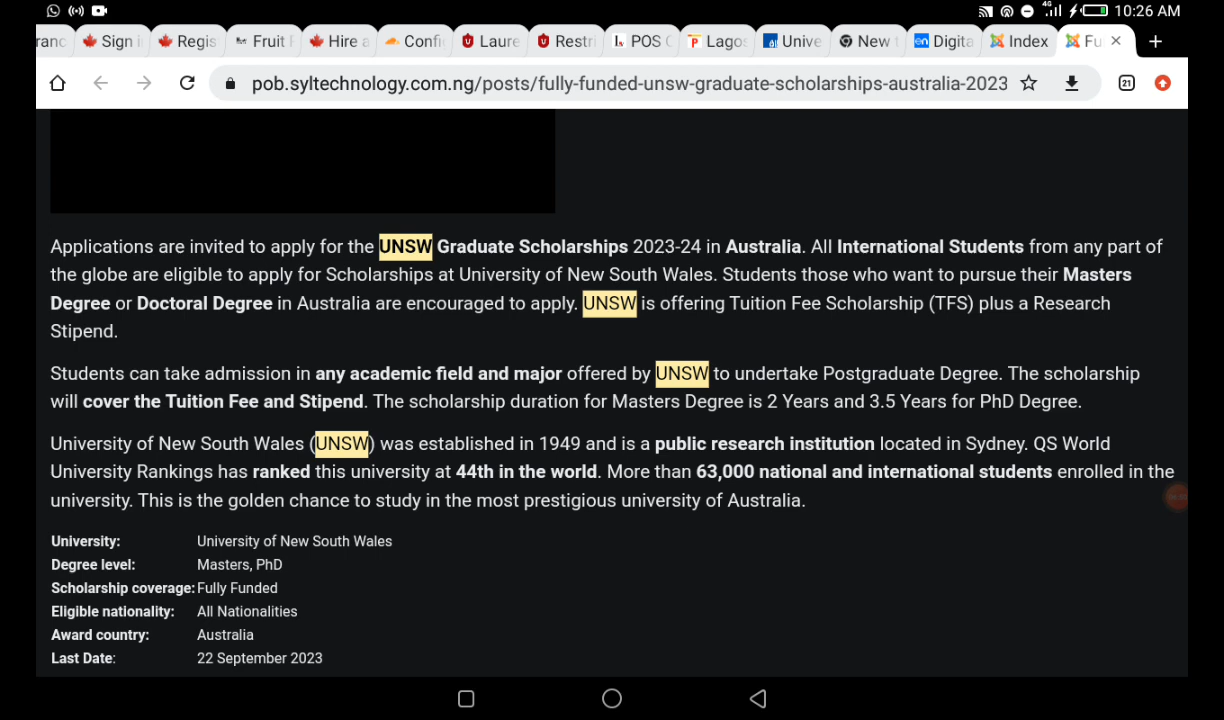 4G 10:26 AM
ranc Sign i Regis Fruit F Hire a Confi Laure Restri POS C Lagos Unive New t Digita Index Fu
pob.syltechnology.com.ng/posts/fully-funded-unsw-graduate-scholarships-australia-2023 21
Applications are invited to apply for the UNSW Graduate Scholarships 2023-24 in Australia. All International Students from any part of
the globe are eligible to apply for Scholarships at University of New South Wales. Students those who want to pursue their Masters
Degree or Doctoral Degree in Australia are encouraged to apply. UNSW is offering Tuition Fee Scholarship (TFS) plus a Research
Stipend.
Students can take admission in any academic field and major offered by UNSW to undertake Postgraduate Degree. The scholarship
will cover the Tuition Fee and Stipend. The scholarship duration for Masters Degree is 2 Years and 3.5 Years for PhD Degree.
University of New South Wales (UNSW) was established in 1949 and is a public research institution located in Sydney. QS World
University Rankings has ranked this university at 44th in the world. More than 63,000 national and international students enrolled in the
university. This is the golden chance to study in the most prestigious university of Australia.
University: University of New South Wales
Degree level: Masters, PhD
Scholarship coverage: Fully Funded
Eligible nationality: All Nationalities
Award country: Australia
Last Date: 22 September 2023